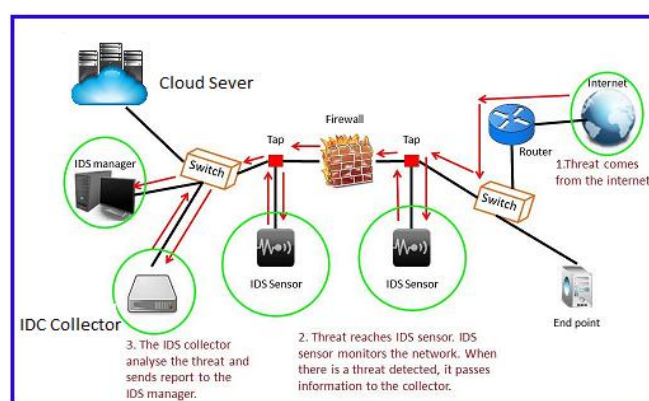 Cloud Sever
Internet
Firewall
Tap
Tap
Router
IDS manager
Switch
1.Threat comes
from the internet
Switch
IDS Sensor
IDS Sensor
End point
IDC Collector
3. The IDS collector
analyse the threat and
sends report to the
IDS manager.
2. Threat reaches IDS sensor. IDS
sensor monitors the network. When
there is a threat detected, it passes
information to the collector.